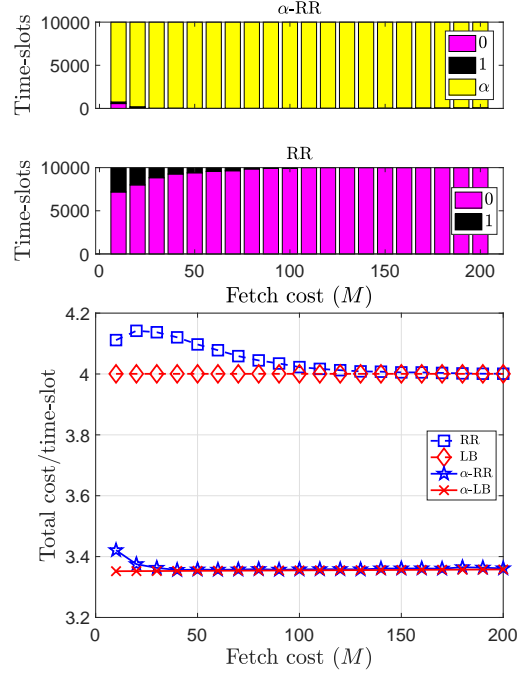 α-RR
Time-slots
10000
5000
0
0
1
α
RR
Time-slots
10000
5000
0
0
1
0 50 100 150 200
Fetch cost (M)
Total cost/time-slot
4.2
4
3.8
3.6
3.4
3.2
RR
LB
α-RR
α-LB
0 50 100 150 200
Fetch cost (M)